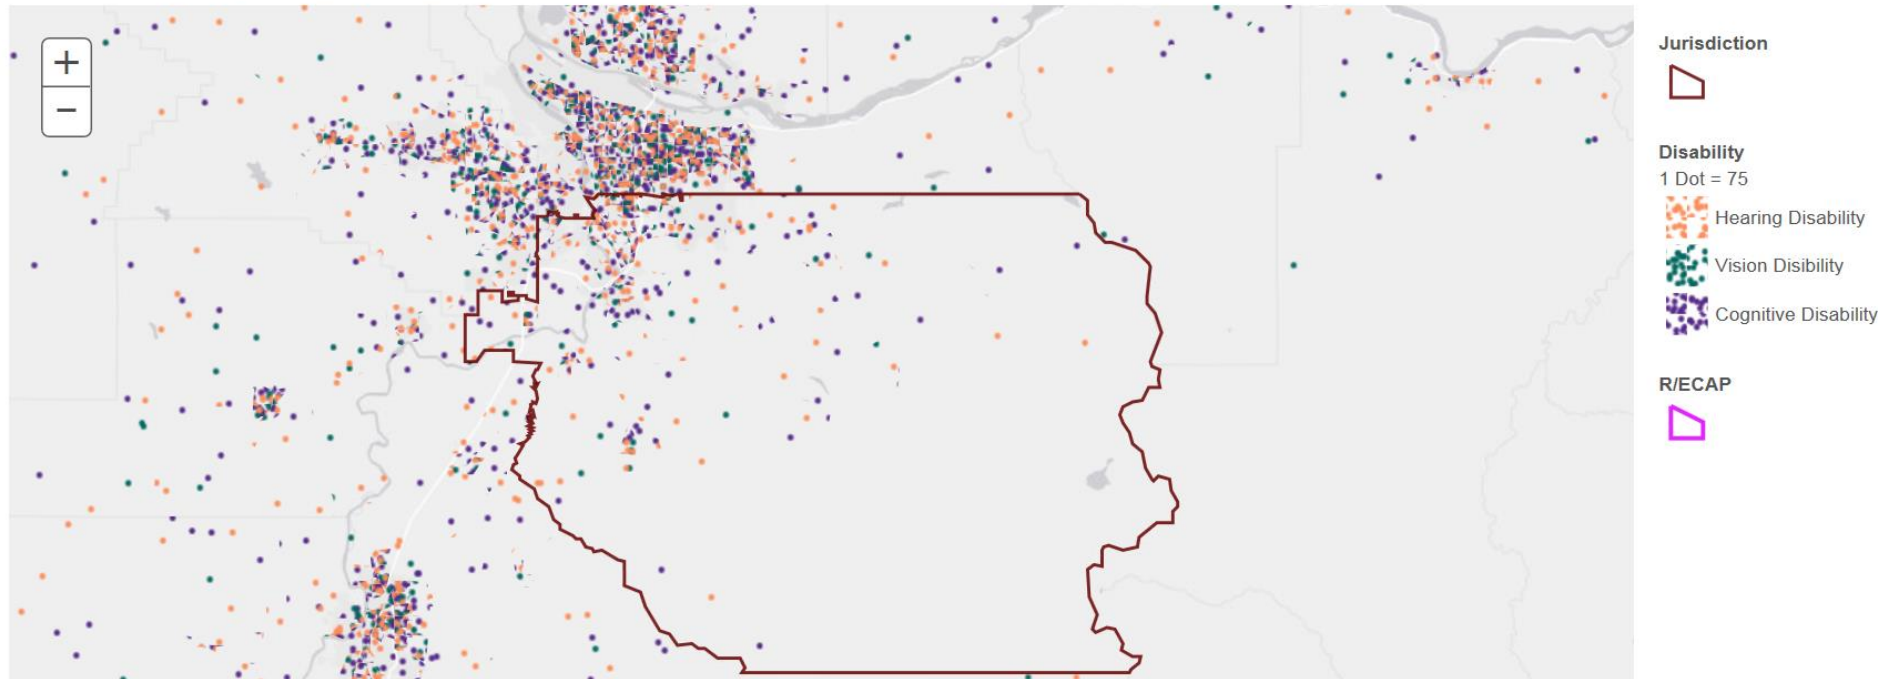 +
−
Jurisdiction
Disability
1 Dot = 75
Hearing Disability
Vision Disibility
Cognitive Disability
R/ECAP